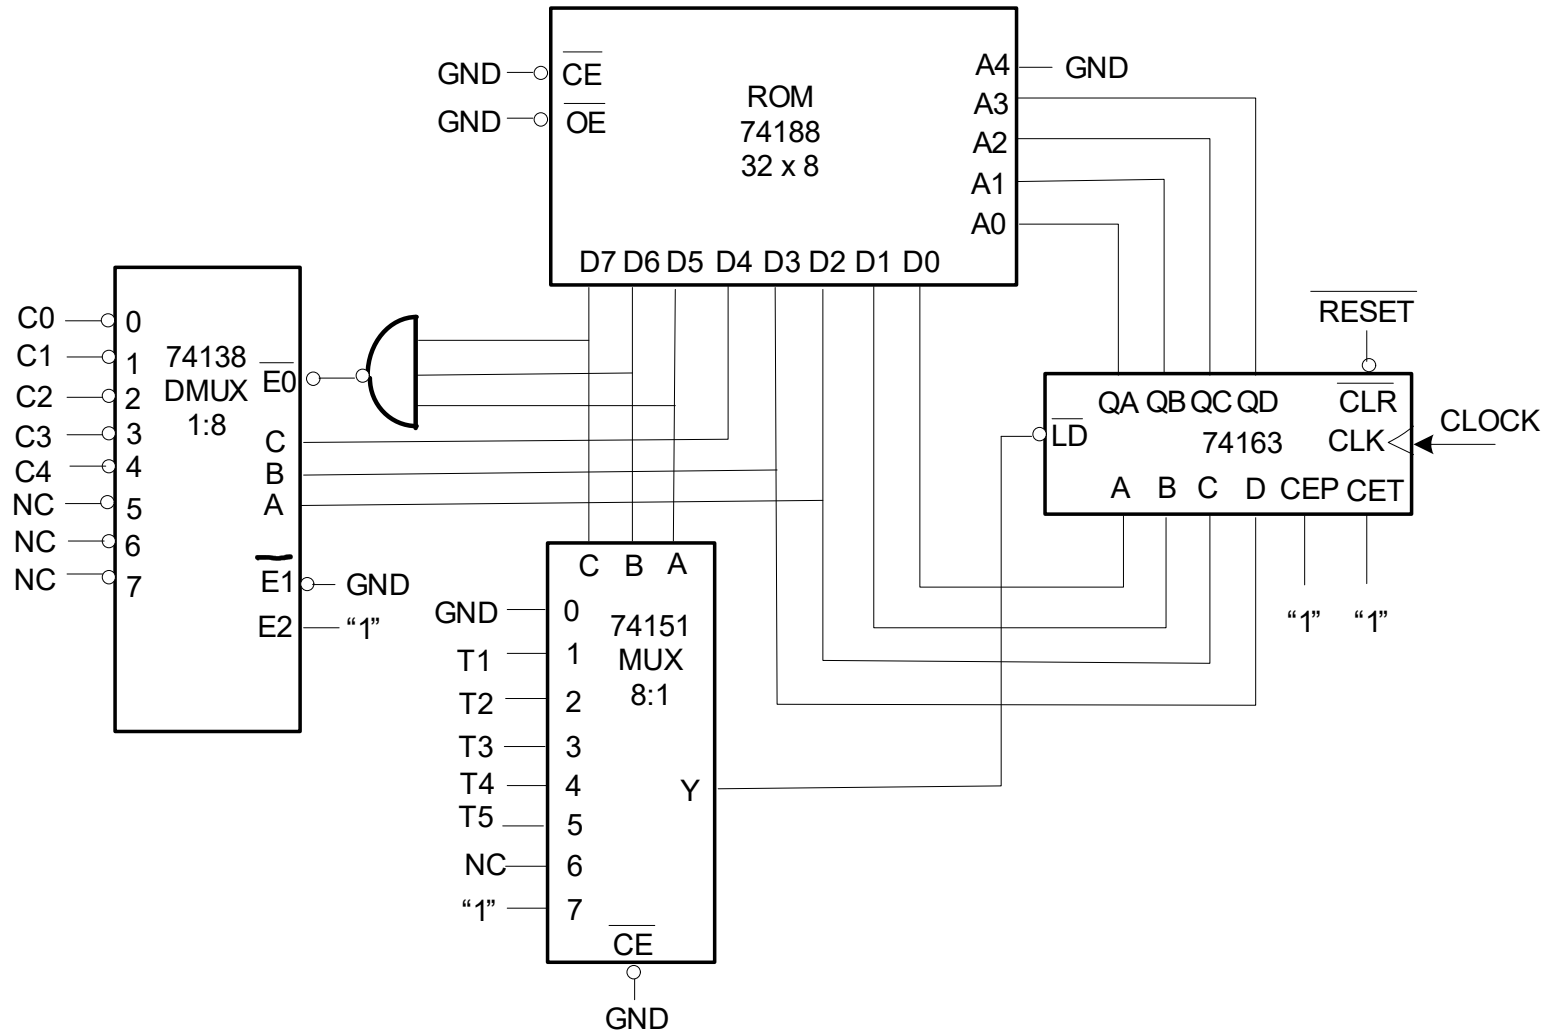 GND
CE
GND
OE
ROM
74188
32 x 8
A4
GND
A3
A2
A1
A0
D7 D6 D5 D4 D3 D2 D1 D0
C0
0
C1
1
C2
2
C3
3
C4
4
NC
5
NC
6
NC
7
74138
DMUX
1:8
E0
C
B
A
E1
GND
E2
“1”
RESET
QA QB QC QD
CLR
LD
74163
CLK
CLOCK
A B C D CEP CET
“1” “1”
C B A
GND
0
T1
1
T2
2
T3
3
T4
4
T5
5
NC
6
“1”
7
74151
MUX
8:1
Y
CE
GND